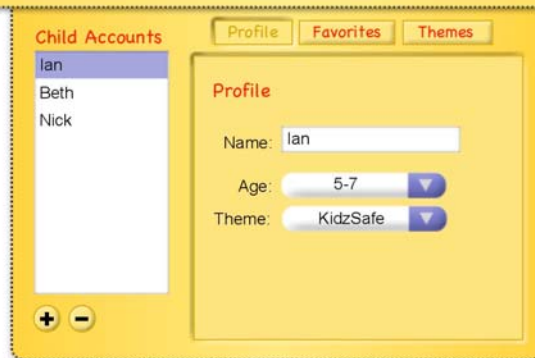 Child Accounts
Ian
Beth
Nick
Profile Favorites Themes
Profile
Name: Ian
Age: 5-7
Theme: KidzSafe